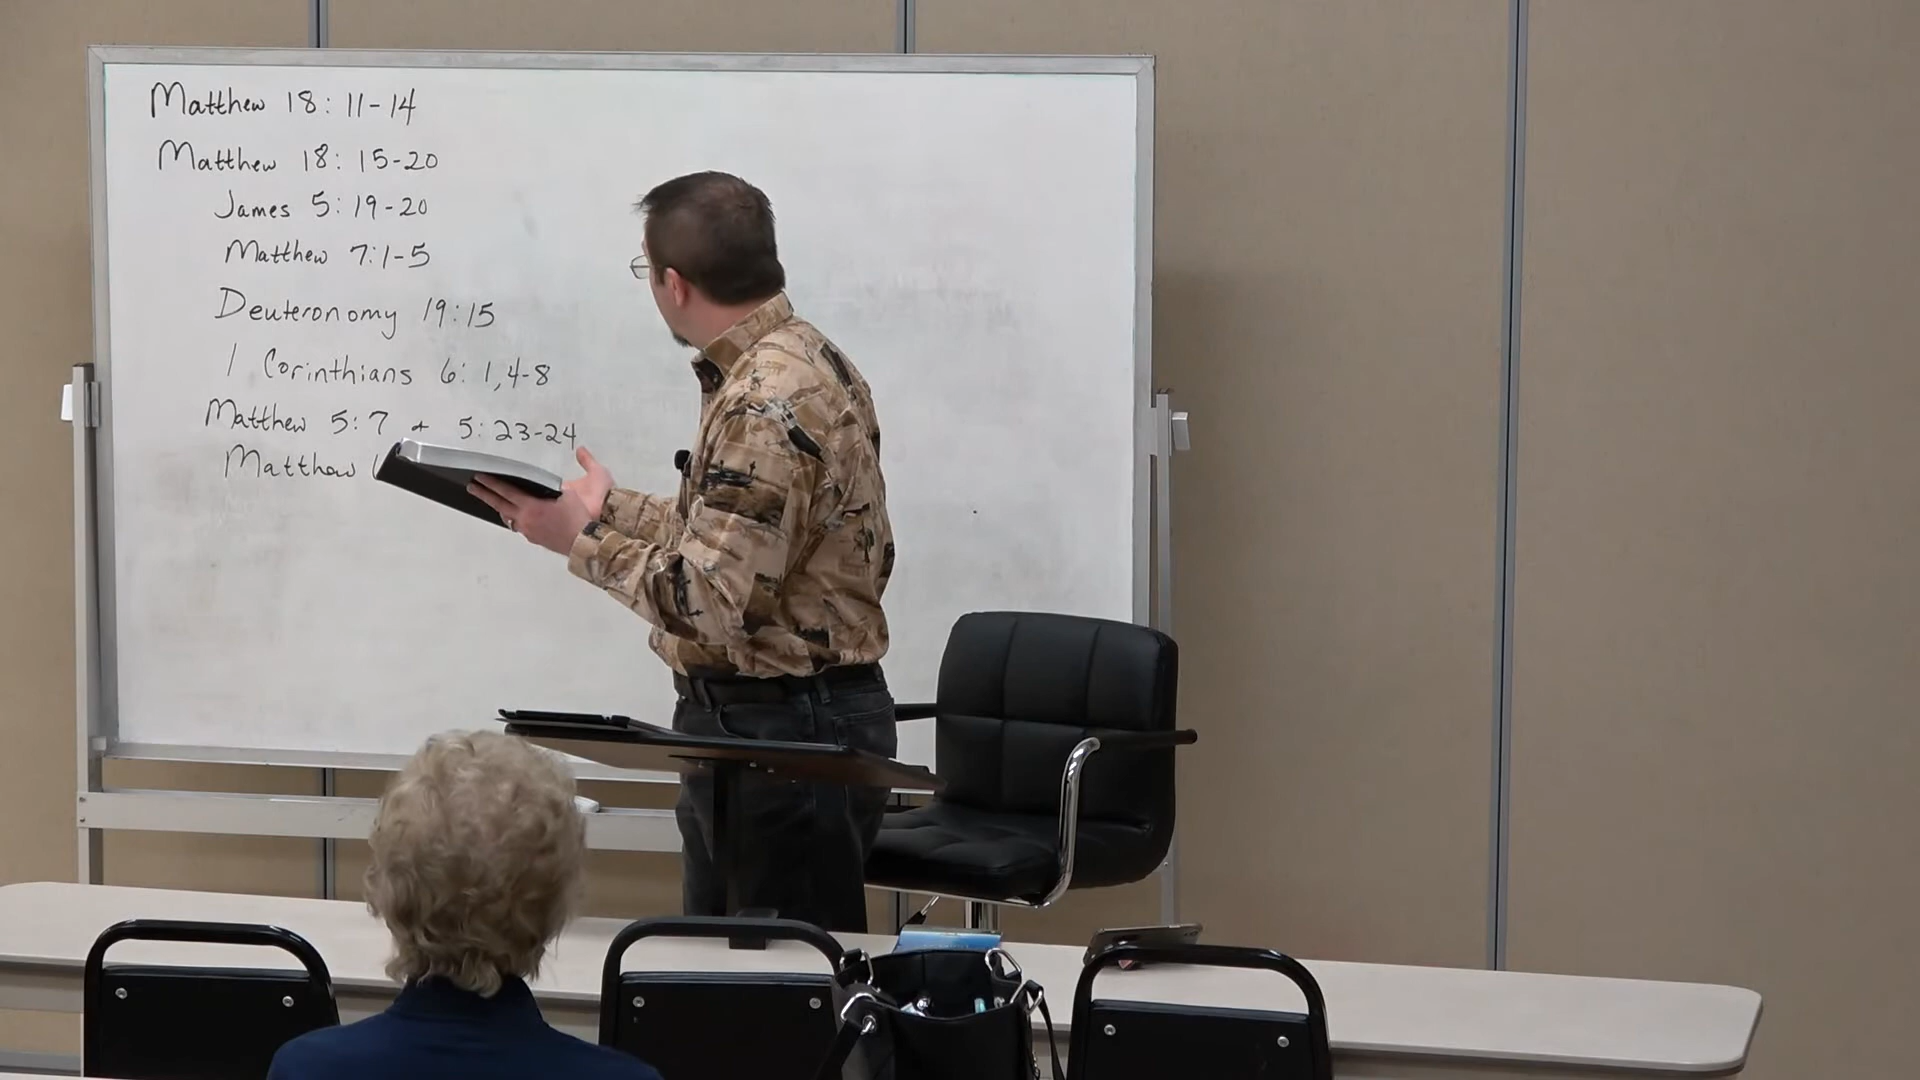 Matthew 18: 11-14
Matthew 18: 15-20
James 5: 19-20
Matthew 7:1-5
Deuteronomy 19:15
1 Corinthians 6: 1,4-8
Matthew 5:7 + 5: 23-24
Matthew